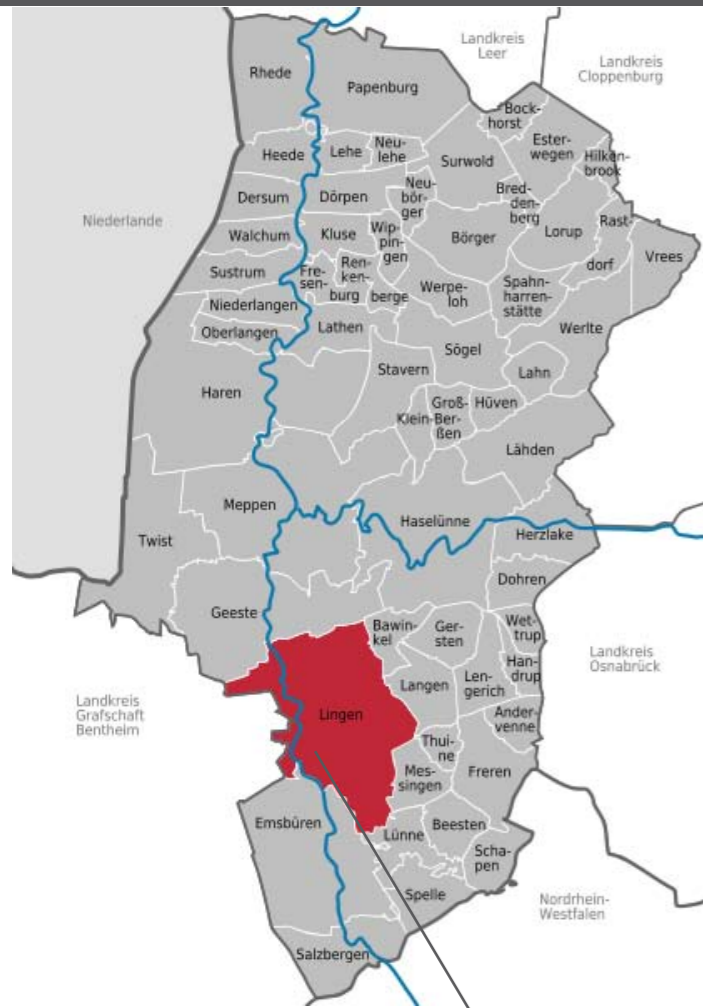 Landkreis
Leer
Landkreis
Cloppenburg
Rhede
Papenburg
Bock-
horst
Ester-
wegen
Hilken-
brook
Heede
Lehe
Neu-
lehe
Surwold
Dersum
Dörpen
Neu-
bör-
ger
Bred-
den-
berg
Niederlande
Walchum
Kluse
Wip-
pin-
gen
Börger
Lorup
Rast-
dorf
Vrees
Sustrum
Fre-
sen-
Ren-
ken-
burg
berge
Werpe-
loh
Spahn-
harren-
stätte
Niederlangen
Oberlangen
Lathen
Werlte
Sögel
Stavern
Lahn
Haren
Groß-
Klein-
Ber-
ßen
Hüven
Lähden
Meppen
Haselünne
Twist
Herzlake
Dohren
Geeste
Bawin-
kel
Ger-
sten
Wet-
trup
Landkreis
Osnabrück
Langen
Len-
gerich
Han-
drup
Landkreis
Grafschaft
Bentheim
Lingen
Ander-
venne
Thui-
ne
Mes-
singen
Freren
Emsbüren
Lünne
Beesten
Scha-
pen
Spelle
Nordrhein-
Westfalen
Salzbergen